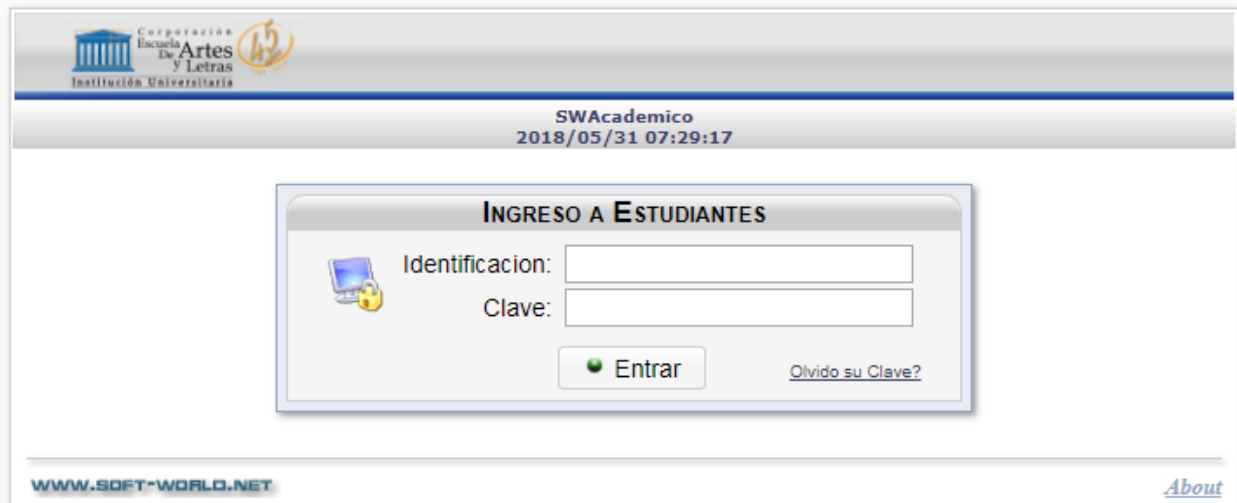 Corporación
Escuela
De Artes
y Letras
Institución Universitaria
45
SWAcademico
2018/05/31 07:29:17
INGRESO A ESTUDIANTES
Identificacion:
Clave:
Entrar
Olvido su Clave?
WWW.SOFT-WORLD.NET
About